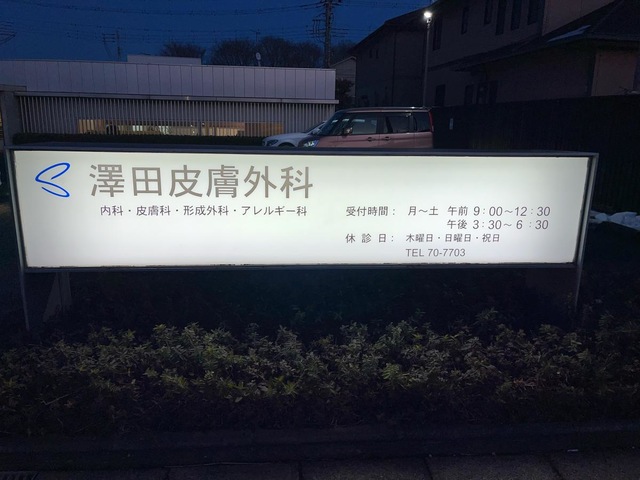 澤田皮膚外科
内科・皮膚科・形成外科・アレルギー科
受付時間： 月～土 午前 9：00～12：30
午後 3：30～ 6：30
休 診 日： 木曜日・日曜日・祝日
TEL 70-7703